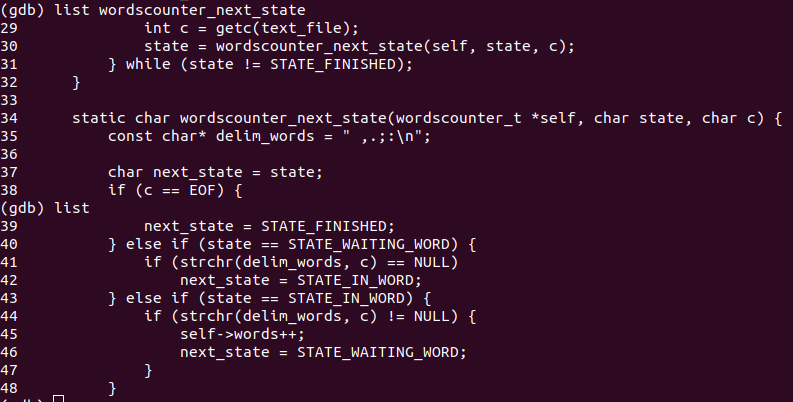 (gdb) list wordscounter_next_state
29              int c = getc(text_file);
30              state = wordscounter_next_state(self, state, c);
31          } while (state != STATE_FINISHED);
32      }
33
34      static char wordscounter_next_state(wordscounter_t *self, char state, char c) {
35          const char* delim_words = " ,.;:\n";
36
37          char next_state = state;
38          if (c == EOF) {
(gdb) list
39              next_state = STATE_FINISHED;
40          } else if (state == STATE_WAITING_WORD) {
41              if (strchr(delim_words, c) == NULL)
42                  next_state = STATE_IN_WORD;
43          } else if (state == STATE_IN_WORD) {
44              if (strchr(delim_words, c) != NULL) {
45                  self->words++;
46                  next_state = STATE_WAITING_WORD;
47              }
48          }
(gdb)